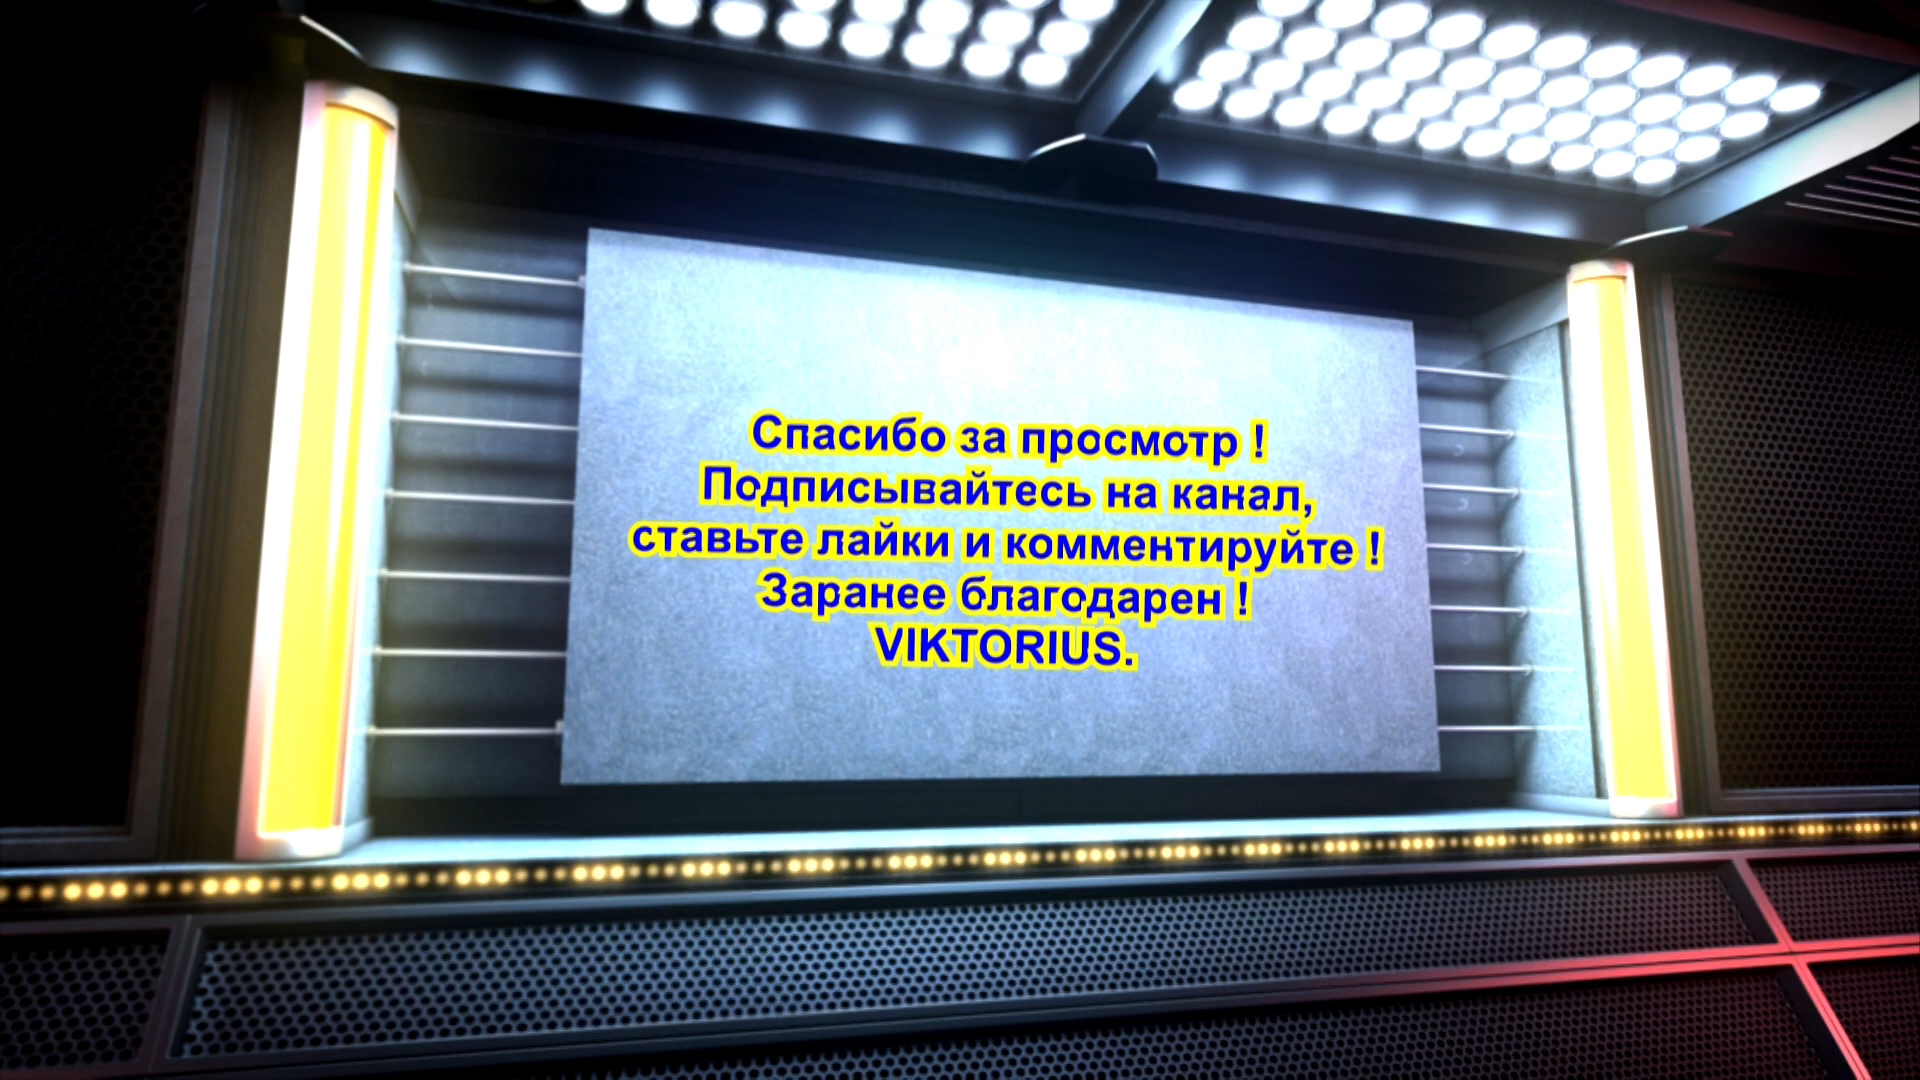 Спасибо за просмотр !
Подписывайтесь на канал,
ставьте лайки и комментируйте !
Заранее благодарен !
VIKTORIUS.